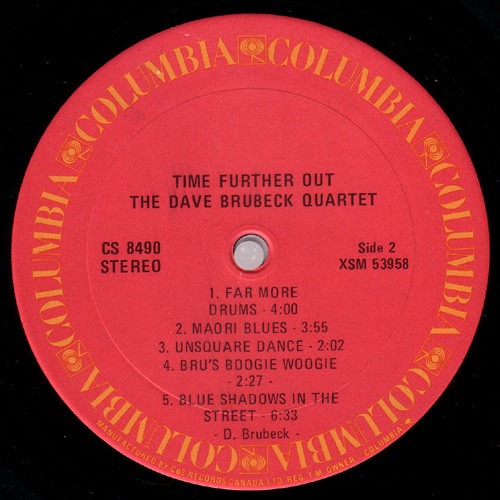 COLUMBIA COLUMBIA COLUMBIA COLUMBIA COLUMBIA COLUMBIA
TIME FURTHER OUT
THE DAVE BRUBECK QUARTET
CS 8490
STEREO
Side 2
XSM 53958
1. FAR MORE
DRUMS - 4:00
2. MAORI BLUES - 3:55
3. UNSQUARE DANCE - 2:02
4. BRU'S BOOGIE WOOGIE
- 2:27 -
5. BLUE SHADOWS IN THE
STREET - 6:33
- D. Brubeck -
MANUFACTURED BY CBS RECORDS CANADA LTD. REG. T.M. OWNER - COLUMBIA -